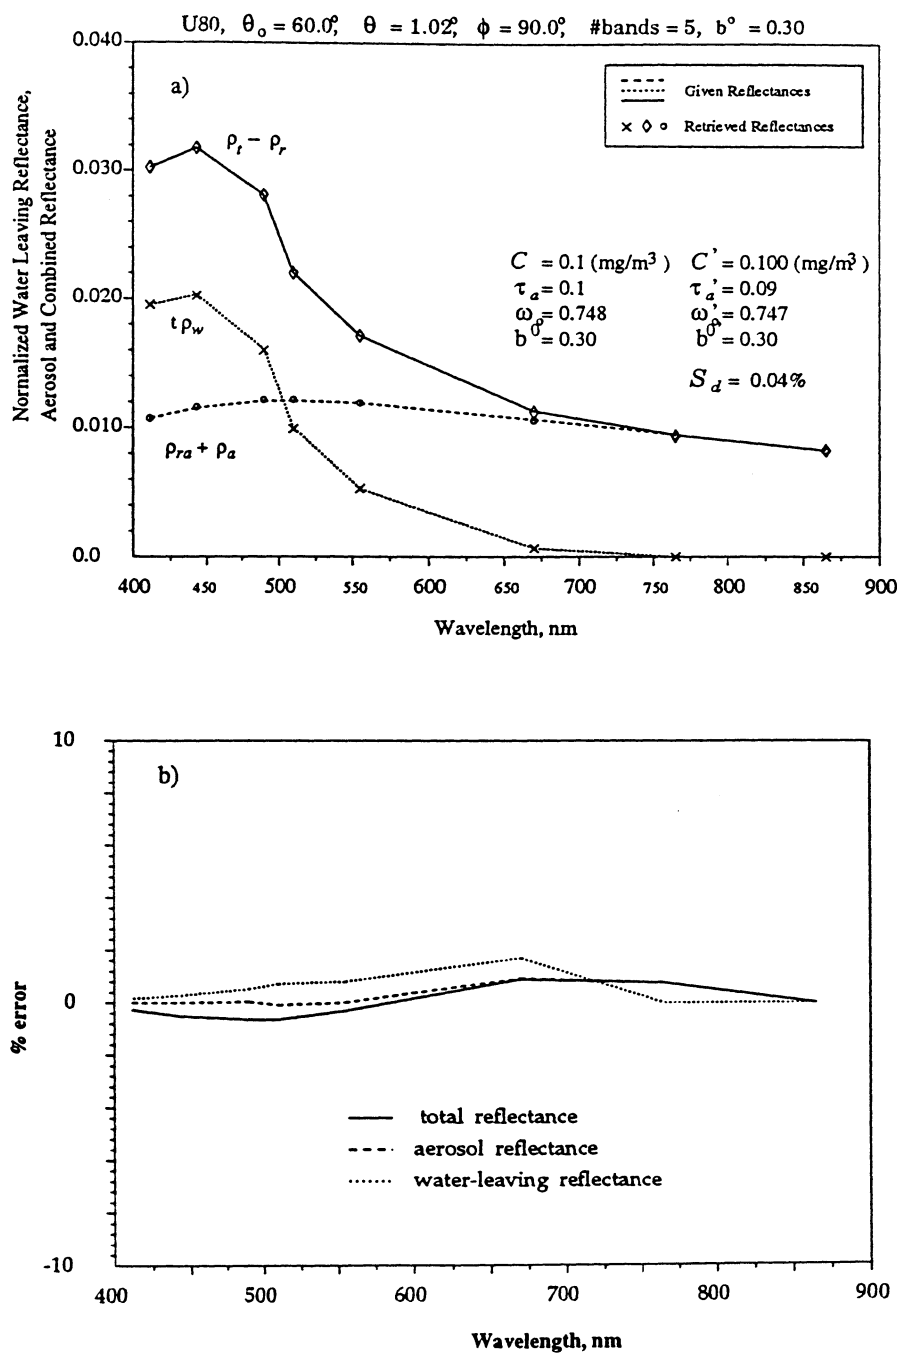 U80, θo = 60.0°, θ = 1.02°, ϕ = 90.0°, #bands = 5, b° = 0.30
Normalized Water Leaving Reflectance,
Aerosol and Combined Reflectance
0.040
0.030
0.020
0.010
0.0
a)
Given Reflectances
× ◊ ∘ Retrieved Reflectances
ρt − ρr
tρw
ρra + ρa
C = 0.1 (mg/m³) C' = 0.100 (mg/m³)
τa = 0.1 τa' = 0.09
ωo = 0.748 ωo' = 0.747
b⁰ = 0.30 b⁰' = 0.30
Sd = 0.04%
400 450 500 550 600 650 700 750 800 850 900
Wavelength, nm
10
0
-10
% error
b)
total reflectance
aerosol reflectance
water-leaving reflectance
400 500 600 700 800 900
Wavelength, nm